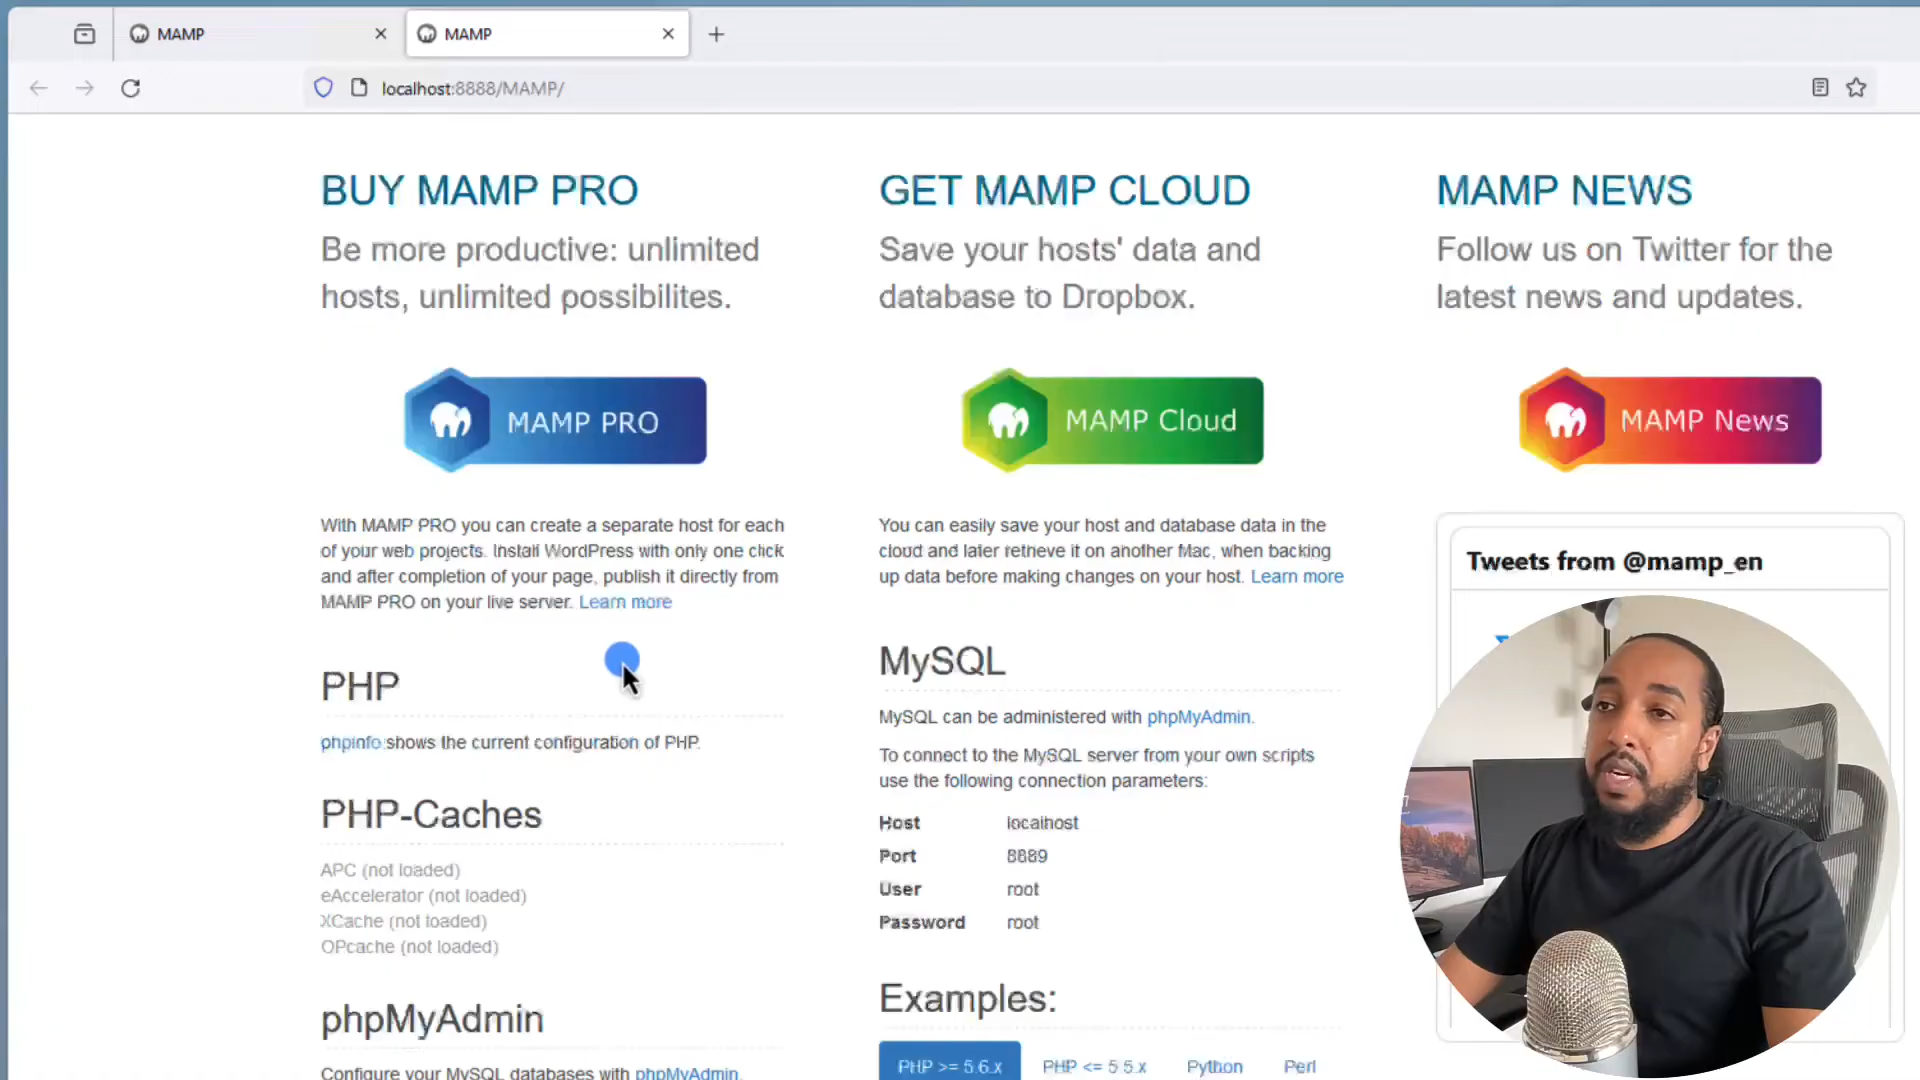 MAMP
MAMP
localhost:8888/MAMP/
BUY MAMP PRO
Be more productive: unlimited
hosts, unlimited possibilites.
MAMP PRO
With MAMP PRO you can create a separate host for each
of your web projects. Install WordPress with only one click
and after completion of your page, publish it directly from
MAMP PRO on your live server. Learn more
PHP
phpinfo shows the current configuration of PHP.
PHP-Caches
APC (not loaded)
eAccelerator (not loaded)
XCache (not loaded)
OPcache (not loaded)
phpMyAdmin
Configure your MySQL databases with phpMyAdmin.
GET MAMP CLOUD
Save your hosts' data and
database to Dropbox.
MAMP Cloud
You can easily save your host and database data in the
cloud and later retrieve it on another Mac, when backing
up data before making changes on your host. Learn more
MySQL
MySQL can be administered with phpMyAdmin.
To connect to the MySQL server from your own scripts
use the following connection parameters:
Host localhost
Port 8889
User root
Password root
Examples:
PHP >= 5.6.x PHP <= 5.5.x Python Perl
MAMP NEWS
Follow us on Twitter for the
latest news and updates.
MAMP News
Tweets from @mamp_en